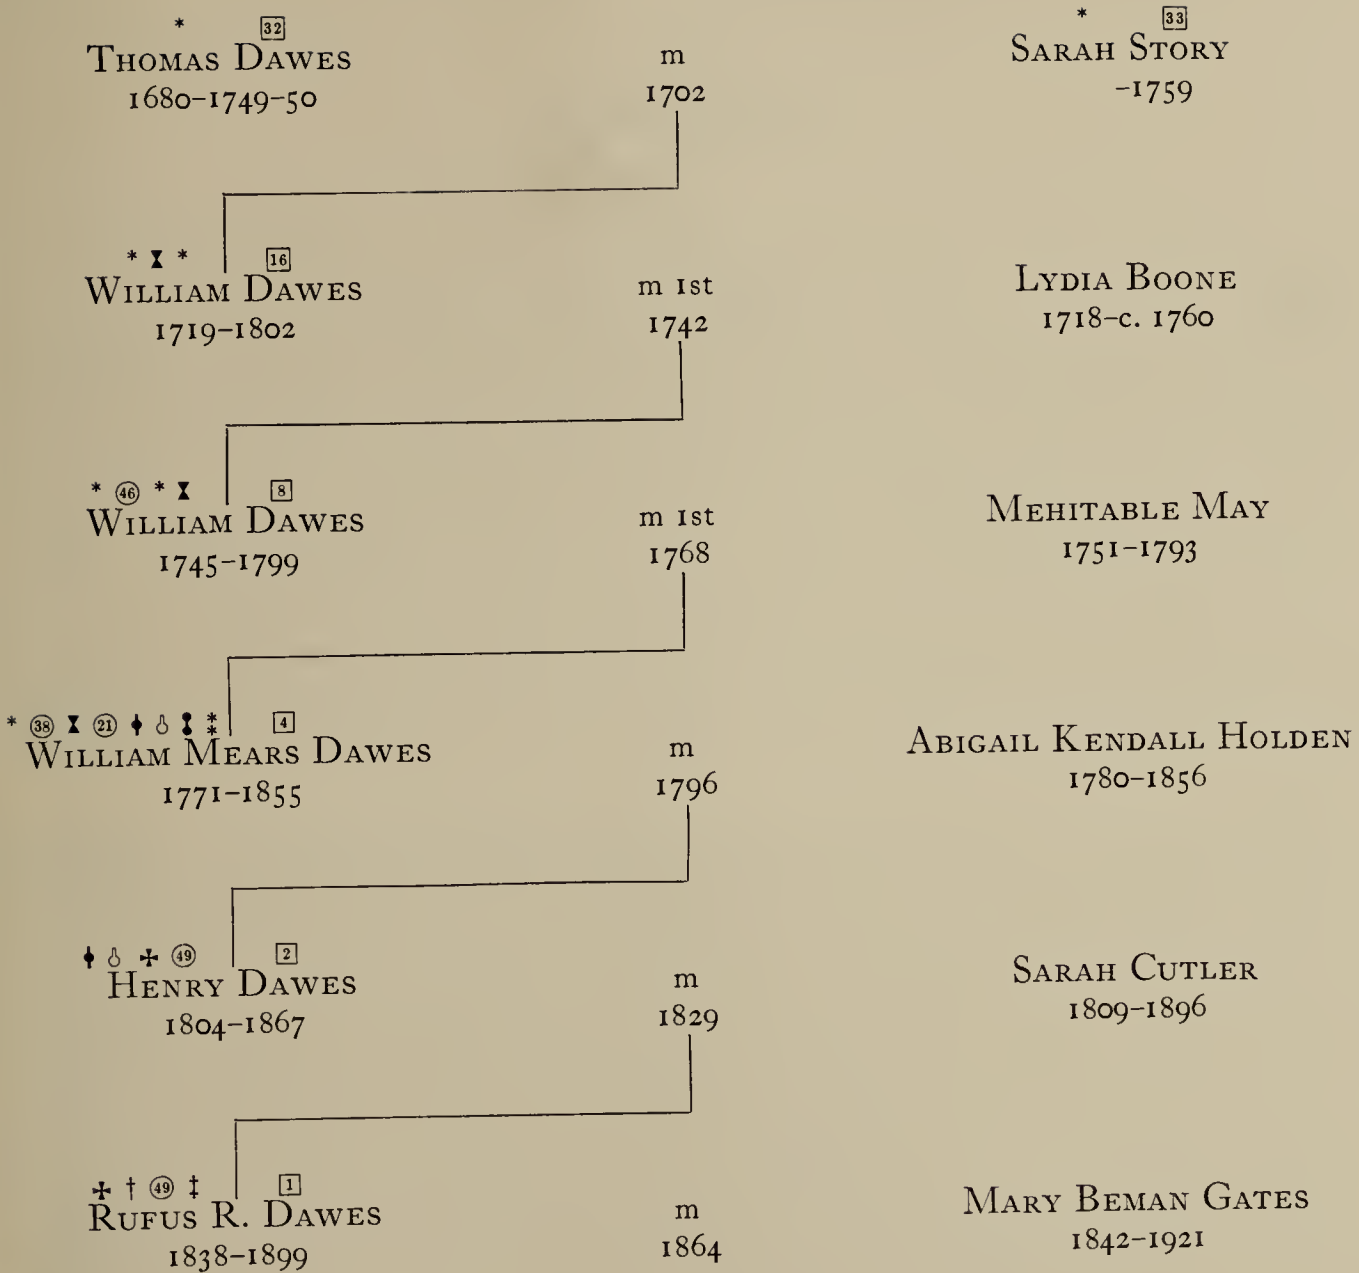 * 32 * 33
THOMAS DAWES m SARAH STORY
1680-1749-50 1702 -1759
* * 16
WILLIAM DAWES m 1st LYDIA BOONE
1719-1802 1742 1718-c. 1760
* 46 * 8
WILLIAM DAWES m 1st MEHITABLE MAY
1745-1799 1768 1751-1793
* 38 21 ⁑ 4
WILLIAM MEARS DAWES m ABIGAIL KENDALL HOLDEN
1771-1855 1796 1780-1856
49 2
HENRY DAWES m SARAH CUTLER
1804-1867 1829 1809-1896
✢ † 49 ‡ 1
RUFUS R. DAWES m MARY BEMAN GATES
1838-1899 1864 1842-1921